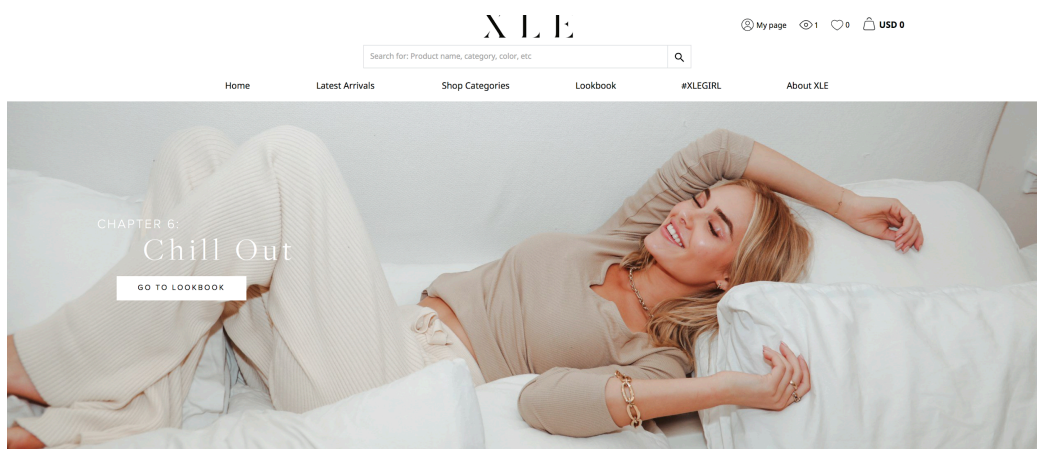 XLE
My page
1
0
USD 0
Search for: Product name, category, color, etc
Home
Latest Arrivals
Shop Categories
Lookbook
#XLEGIRL
About XLE
CHAPTER 6:
Chill Out
GO TO LOOKBOOK